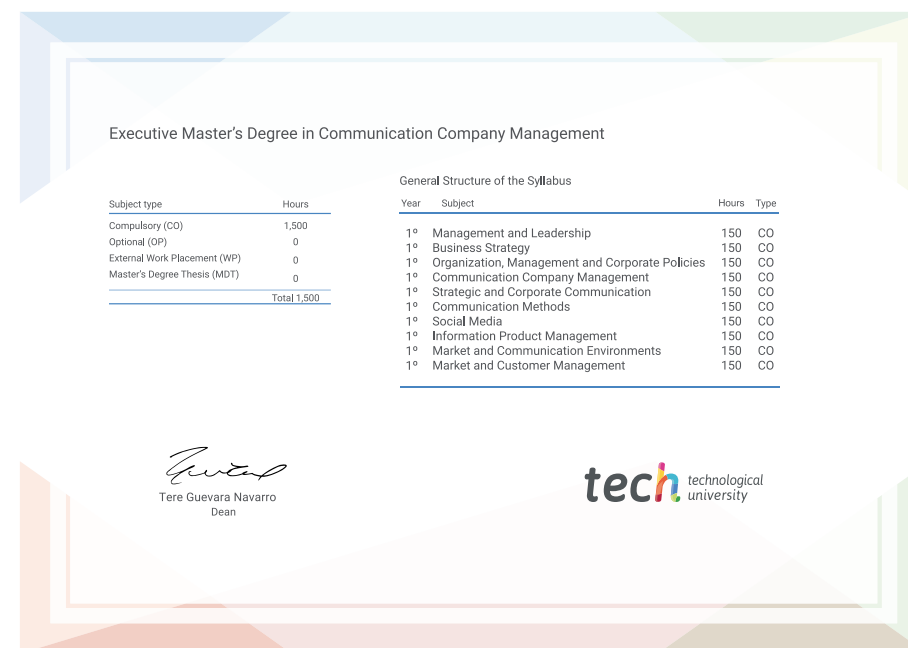 Executive Master's Degree in Communication Company Management
Subject type Hours
Compulsory (CO) 1,500
Optional (OP) 0
External Work Placement (WP) 0
Master's Degree Thesis (MDT) 0
Total 1,500
General Structure of the Syllabus
Year Subject Hours Type
1º Management and Leadership 150 CO
1º Business Strategy 150 CO
1º Organization, Management and Corporate Policies 150 CO
1º Communication Company Management 150 CO
1º Strategic and Corporate Communication 150 CO
1º Communication Methods 150 CO
1º Social Media 150 CO
1º Information Product Management 150 CO
1º Market and Communication Environments 150 CO
1º Market and Customer Management 150 CO
Tere Guevara Navarro
Dean
tech technological
university